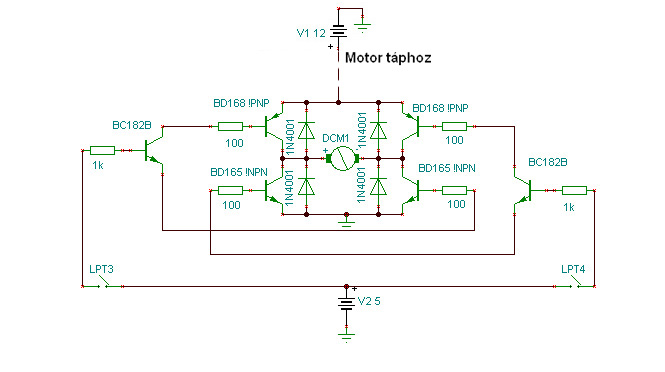 V1 12
+
Motor táphoz
BD168 !PNP
BD168 !PNP
BC182B
1N4001
DCM1
1N4001
100
100
+
1k
BD165 !NPN
BD165 !NPN
BC182B
1N4001
1N4001
100
100
1k
LPT3
LPT4
+
V2 5